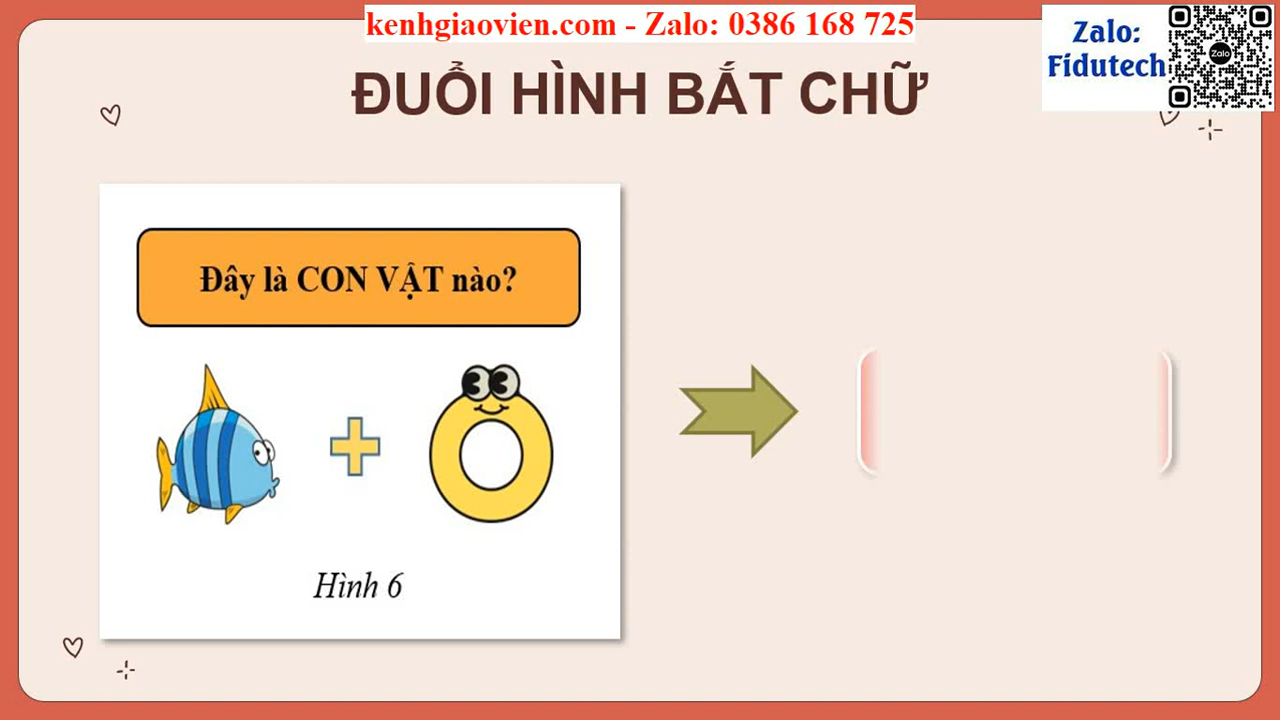 kenhgiaovien.com - Zalo: 0386 168 725
Zalo:
Fidutech
Zalo
ĐUỔI HÌNH BẮT CHỮ
Đây là CON VẬT nào?
O
Hình 6